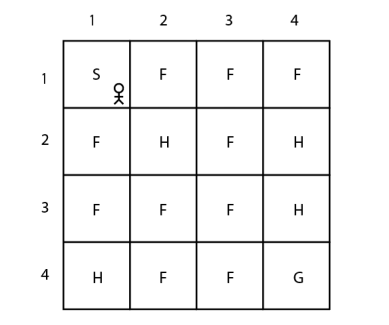 1 2 3 4
1 S F F F
2 F H F H
3 F F F H
4 H F F G